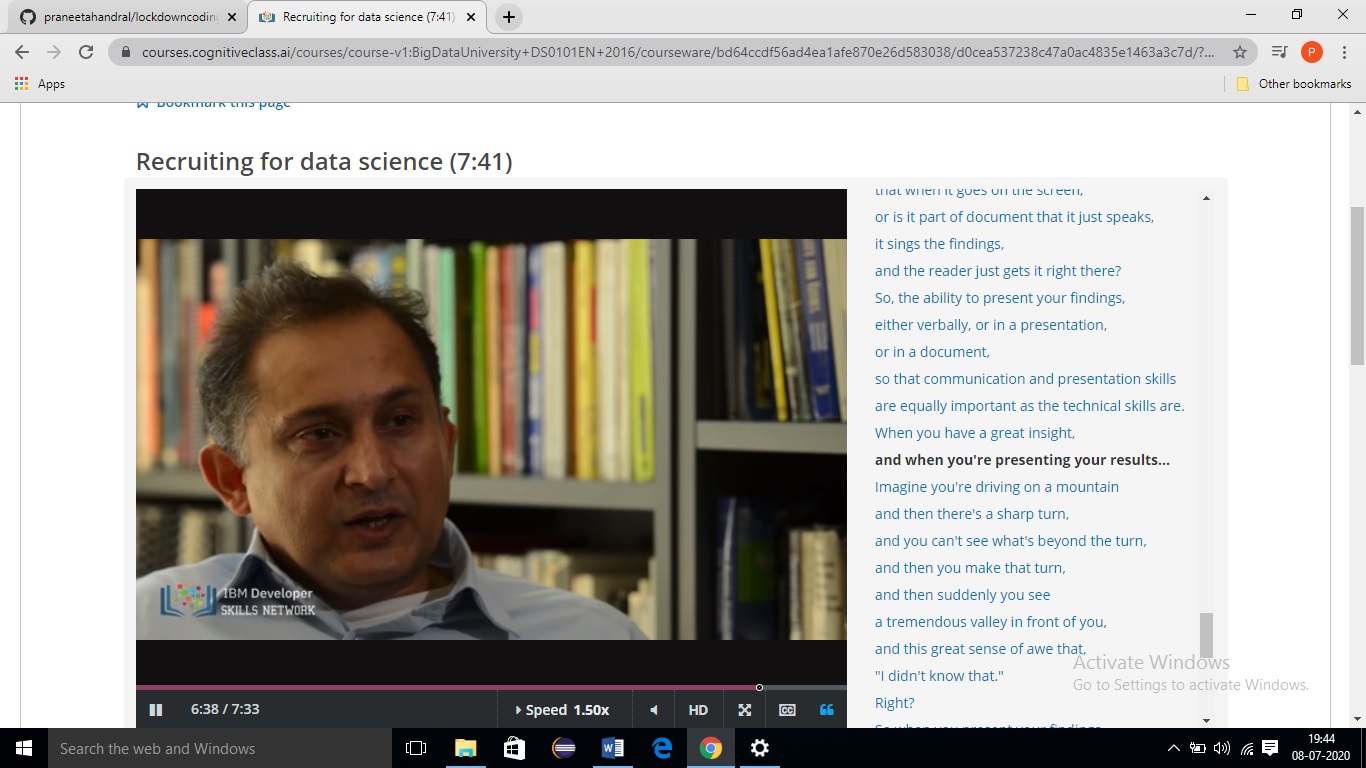 praneetahandral/lockdowncoding
Recruiting for data science (7:41)
courses.cognitiveclass.ai/courses/course-v1:BigDataUniversity+DS0101EN+2016/courseware/bd64ccdf56ad4ea1afe870e26d583038/d0cea537238c47a0ac4835e1463a3c7d/?...
P
Apps
Other bookmarks
Bookmark this page
Recruiting for data science (7:41)
that when it goes on the screen,
or is it part of document that it just speaks,
it sings the findings,
and the reader just gets it right there?
So, the ability to present your findings,
either verbally, or in a presentation,
or in a document,
so that communication and presentation skills
are equally important as the technical skills are.
When you have a great insight,
and when you're presenting your results...
Imagine you're driving on a mountain
and then there's a sharp turn,
and you can't see what's beyond the turn,
and then you make that turn,
and then suddenly you see
a tremendous valley in front of you,
and this great sense of awe that,
"I didn't know that."
Right?
So when you present your findings
IBM Developer
SKILLS NETWORK
Activate Windows
Go to Settings to activate Windows.
6:38 / 7:33
Speed 1.50x
HD
CC
Search the web and Windows
19:44
08-07-2020